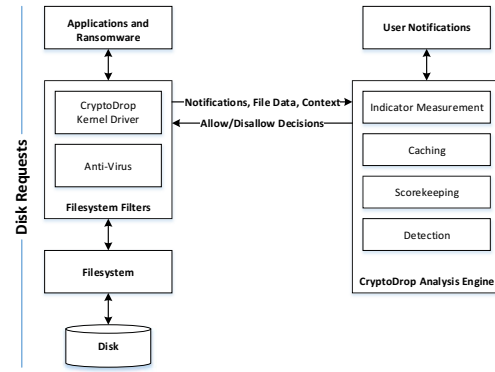 Disk Requests
Applications and
Ransomware
CryptoDrop
Kernel Driver
Anti-Virus
Filesystem Filters
Filesystem
Disk
Notifications, File Data, Context
Allow/Disallow Decisions
User Notifications
Indicator Measurement
Caching
Scorekeeping
Detection
CryptoDrop Analysis Engine